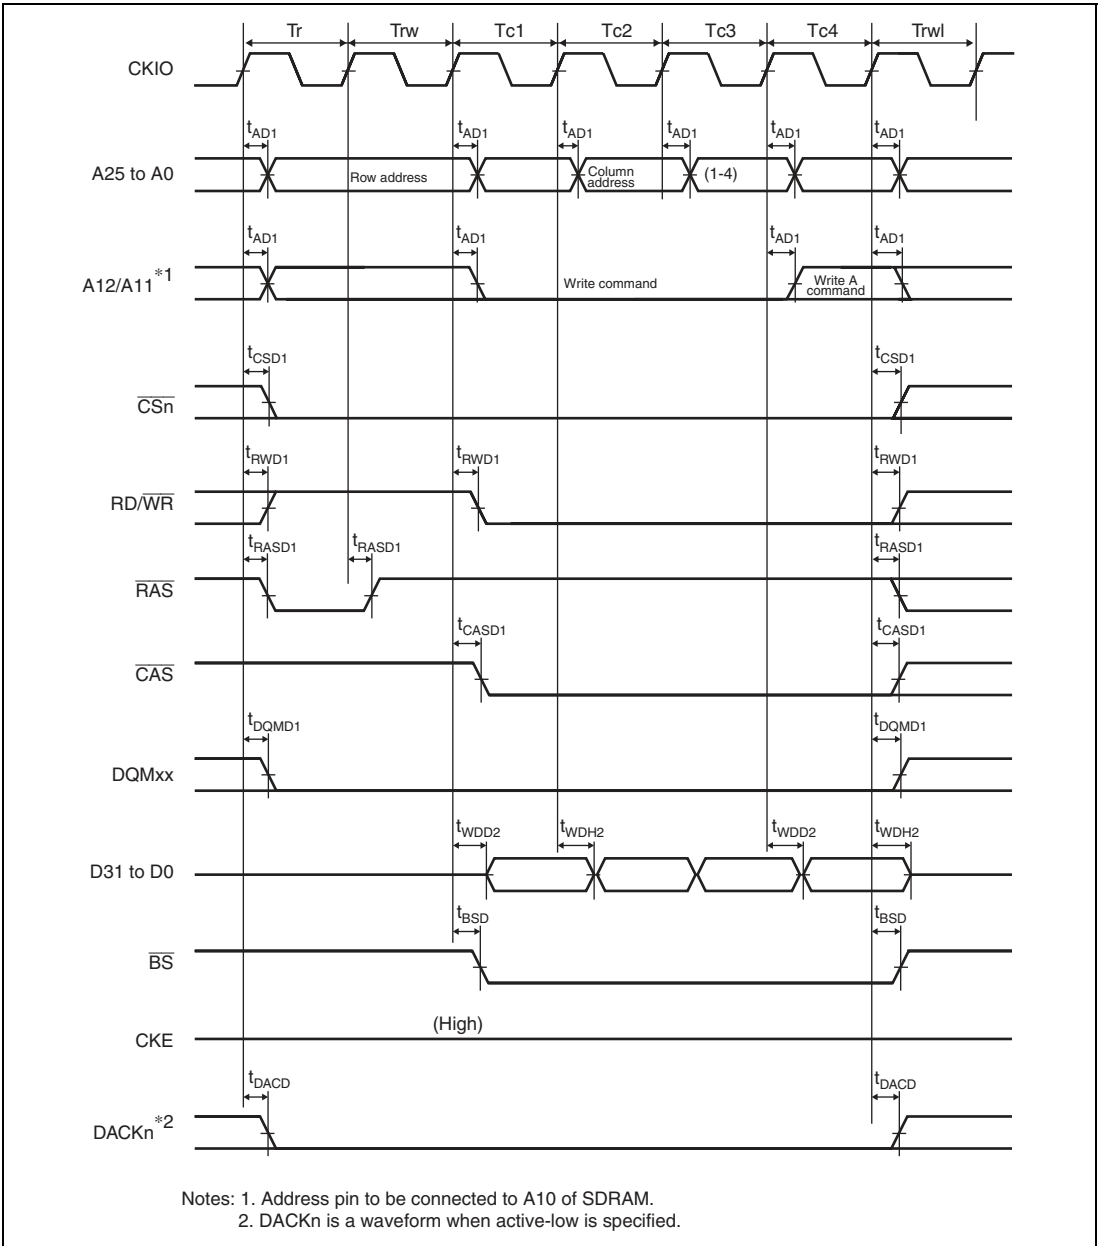 Tr Trw Tc1 Tc2 Tc3 Tc4 Trwl
CKIO
tAD1 tAD1 tAD1 tAD1 tAD1 tAD1
A25 to A0 Row address Column address (1-4)
tAD1 tAD1 tAD1 tAD1
A12/A11*1 Write command Write A command
tCSD1 tCSD1
CSn
tRWD1 tRWD1 tRWD1
RD/WR
tRASD1 tRASD1 tRASD1
RAS
tCASD1 tCASD1
CAS
tDQMD1 tDQMD1
DQMxx
tWDD2 tWDH2 tWDD2 tWDH2
D31 to D0
tBSD tBSD
BS
(High)
CKE
tDACD tDACD
DACKn*2
Notes: 1. Address pin to be connected to A10 of SDRAM.
2. DACKn is a waveform when active-low is specified.